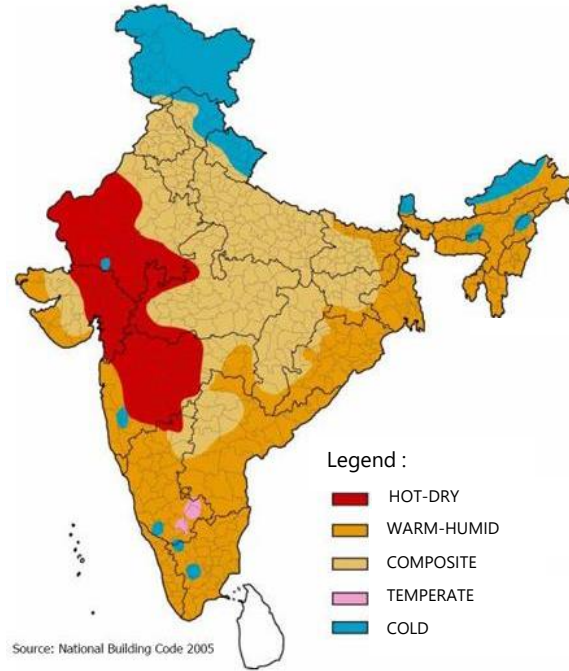 Legend :
HOT-DRY
WARM-HUMID
COMPOSITE
TEMPERATE
COLD
Source: National Building Code 2005